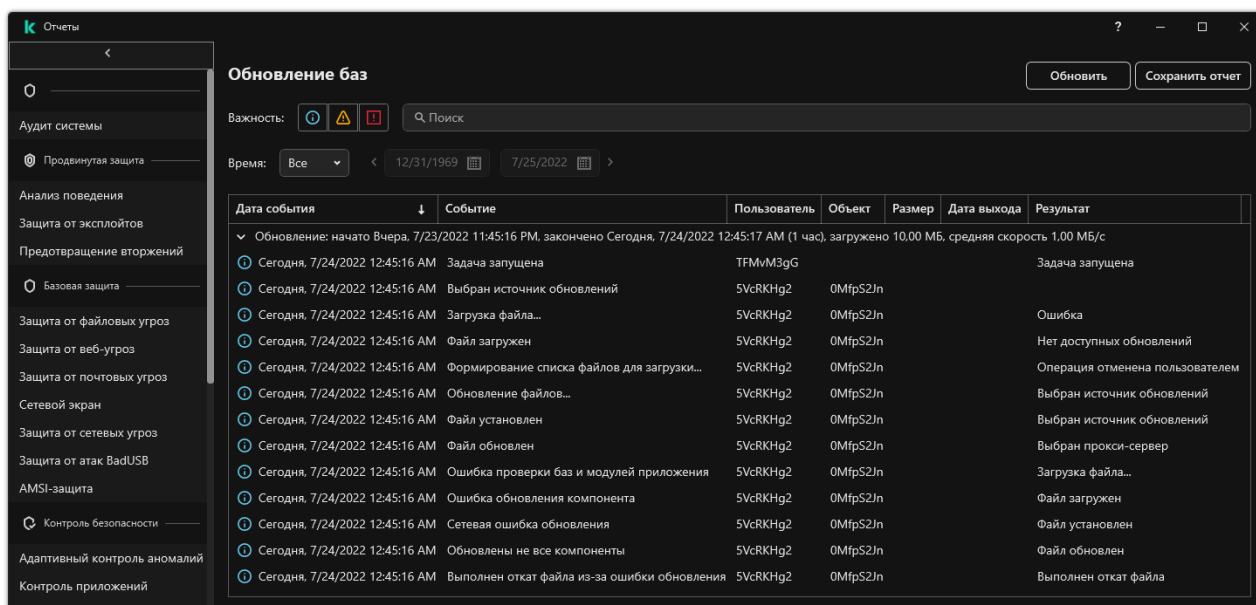 Отчеты
?
Аудит системы
Продвинутая защита
Анализ поведения
Защита от эксплойтов
Предотвращение вторжений
Базовая защита
Защита от файловых угроз
Защита от веб-угроз
Защита от почтовых угроз
Сетевой экран
Защита от сетевых угроз
Защита от атак BadUSB
AMSI-защита
Контроль безопасности
Адаптивный контроль аномалий
Контроль приложений
Обновление баз
Обновить
Сохранить отчет
Важность:
Поиск
Время: Все 12/31/1969 7/25/2022
Дата события Событие Пользователь Объект Размер Дата выхода Результат
Обновление: начато Вчера, 7/23/2022 11:45:16 PM, закончено Сегодня, 7/24/2022 12:45:17 AM (1 час), загружено 10,00 МБ, средняя скорость 1,00 МБ/с
Сегодня, 7/24/2022 12:45:16 AM Задача запущена TFMvM3gG Задача запущена
Сегодня, 7/24/2022 12:45:16 AM Выбран источник обновлений 5VcRKHg2 0MfpS2Jn
Сегодня, 7/24/2022 12:45:16 AM Загрузка файла... 5VcRKHg2 0MfpS2Jn Ошибка
Сегодня, 7/24/2022 12:45:16 AM Файл загружен 5VcRKHg2 0MfpS2Jn Нет доступных обновлений
Сегодня, 7/24/2022 12:45:16 AM Формирование списка файлов для загрузки... 5VcRKHg2 0MfpS2Jn Операция отменена пользователем
Сегодня, 7/24/2022 12:45:16 AM Обновление файлов... 5VcRKHg2 0MfpS2Jn Выбран источник обновлений
Сегодня, 7/24/2022 12:45:16 AM Файл установлен 5VcRKHg2 0MfpS2Jn Выбран источник обновлений
Сегодня, 7/24/2022 12:45:16 AM Файл обновлен 5VcRKHg2 0MfpS2Jn Выбран прокси-сервер
Сегодня, 7/24/2022 12:45:16 AM Ошибка проверки баз и модулей приложения 5VcRKHg2 0MfpS2Jn Загрузка файла...
Сегодня, 7/24/2022 12:45:16 AM Ошибка обновления компонента 5VcRKHg2 0MfpS2Jn Файл загружен
Сегодня, 7/24/2022 12:45:16 AM Сетевая ошибка обновления 5VcRKHg2 0MfpS2Jn Файл установлен
Сегодня, 7/24/2022 12:45:16 AM Обновлены не все компоненты 5VcRKHg2 0MfpS2Jn Файл обновлен
Сегодня, 7/24/2022 12:45:16 AM Выполнен откат файла из-за ошибки обновления 5VcRKHg2 0MfpS2Jn Выполнен откат файла